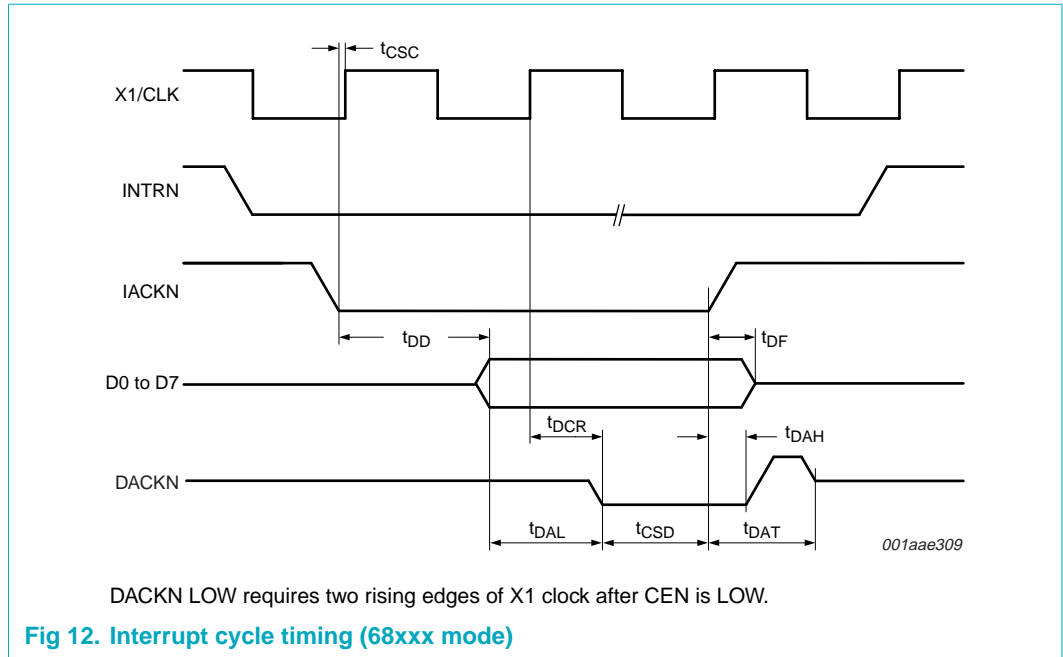 tCSC
X1/CLK
INTRN
IACKN
tDD
tDF
D0 to D7
tDCR
tDAH
DACKN
tDAL
tCSD
tDAT
001aae309
DACKN LOW requires two rising edges of X1 clock after CEN is LOW.
Fig 12. Interrupt cycle timing (68xxx mode)